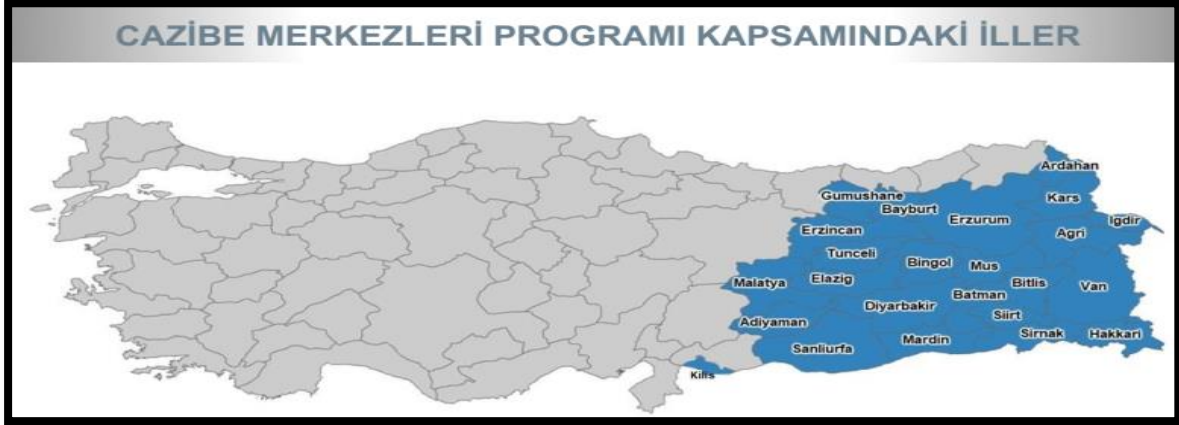 CAZİBE MERKEZLERİ PROGRAMI KAPSAMINDAKİ İLLER
Ardahan
Gumushane
Kars
Bayburt
Erzurum
Igdir
Erzincan
Agri
Tunceli
Bingol
Mus
Malatya
Elazig
Bitlis
Van
Batman
Diyarbakir
Siirt
Adiyaman
Sirnak
Hakkari
Mardin
Sanliurfa
Kilis